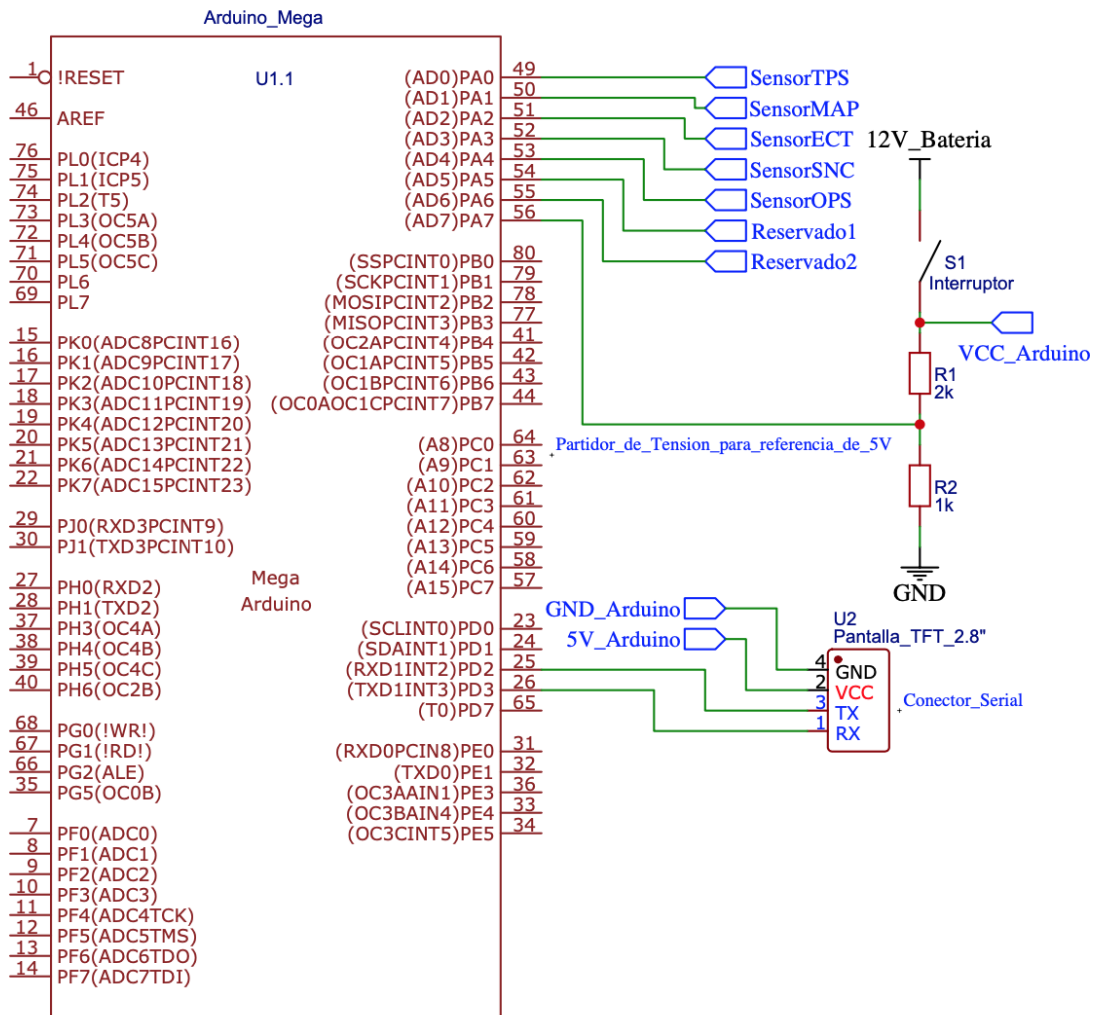 Arduino_Mega
U1.1
1 !RESET
46 AREF
76 PL0(ICP4)
75 PL1(ICP5)
74 PL2(T5)
73 PL3(OC5A)
72 PL4(OC5B)
71 PL5(OC5C)
70 PL6
69 PL7
15 PK0(ADC8PCINT16)
16 PK1(ADC9PCINT17)
17 PK2(ADC10PCINT18)
18 PK3(ADC11PCINT19)
19 PK4(ADC12PCINT20)
20 PK5(ADC13PCINT21)
21 PK6(ADC14PCINT22)
22 PK7(ADC15PCINT23)
29 PJ0(RXD3PCINT9)
30 PJ1(TXD3PCINT10)
27 PH0(RXD2)
28 PH1(TXD2)
37 PH3(OC4A)
38 PH4(OC4B)
39 PH5(OC4C)
40 PH6(OC2B)
68 PG0(!WR!)
67 PG1(!RD!)
66 PG2(ALE)
35 PG5(OC0B)
7 PF0(ADC0)
8 PF1(ADC1)
9 PF2(ADC2)
10 PF3(ADC3)
11 PF4(ADC4TCK)
12 PF5(ADC5TMS)
13 PF6(ADC6TDO)
14 PF7(ADC7TDI)
Mega
Arduino
(AD0)PA0 49
(AD1)PA1 50
(AD2)PA2 51
(AD3)PA3 52
(AD4)PA4 53
(AD5)PA5 54
(AD6)PA6 55
(AD7)PA7 56
(SSPCINT0)PB0 80
(SCKPCINT1)PB1 79
(MOSIPCINT2)PB2 78
(MISOPCINT3)PB3 77
(OC2APCINT4)PB4 41
(OC1APCINT5)PB5 42
(OC1BPCINT6)PB6 43
(OC0AOC1CPCINT7)PB7 44
(A8)PC0 64
(A9)PC1 63
(A10)PC2 62
(A11)PC3 61
(A12)PC4 60
(A13)PC5 59
(A14)PC6 58
(A15)PC7 57
(SCLINT0)PD0 23
(SDAINT1)PD1 24
(RXD1INT2)PD2 25
(TXD1INT3)PD3 26
(T0)PD7 65
(RXD0PCIN8)PE0 31
(TXD0)PE1 32
(OC3AAIN1)PE3 36
(OC3BAIN4)PE4 33
(OC3CINT5)PE5 34
SensorTPS
SensorMAP
SensorECT
SensorSNC
SensorOPS
Reservado1
Reservado2
12V_Bateria
S1
Interruptor
VCC_Arduino
R1
2k
Partidor_de_Tension_para_referencia_de_5V
R2
1k
GND
GND_Arduino
5V_Arduino
U2
Pantalla_TFT_2.8"
4 GND
2 VCC
3 TX
1 RX
Conector_Serial